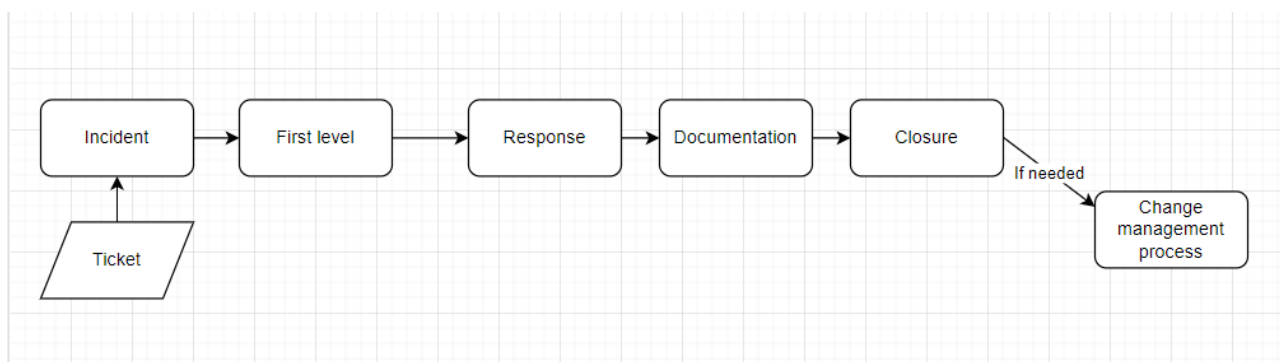 Incident
First level
Response
Documentation
Closure
If needed
Ticket
Change
management
process